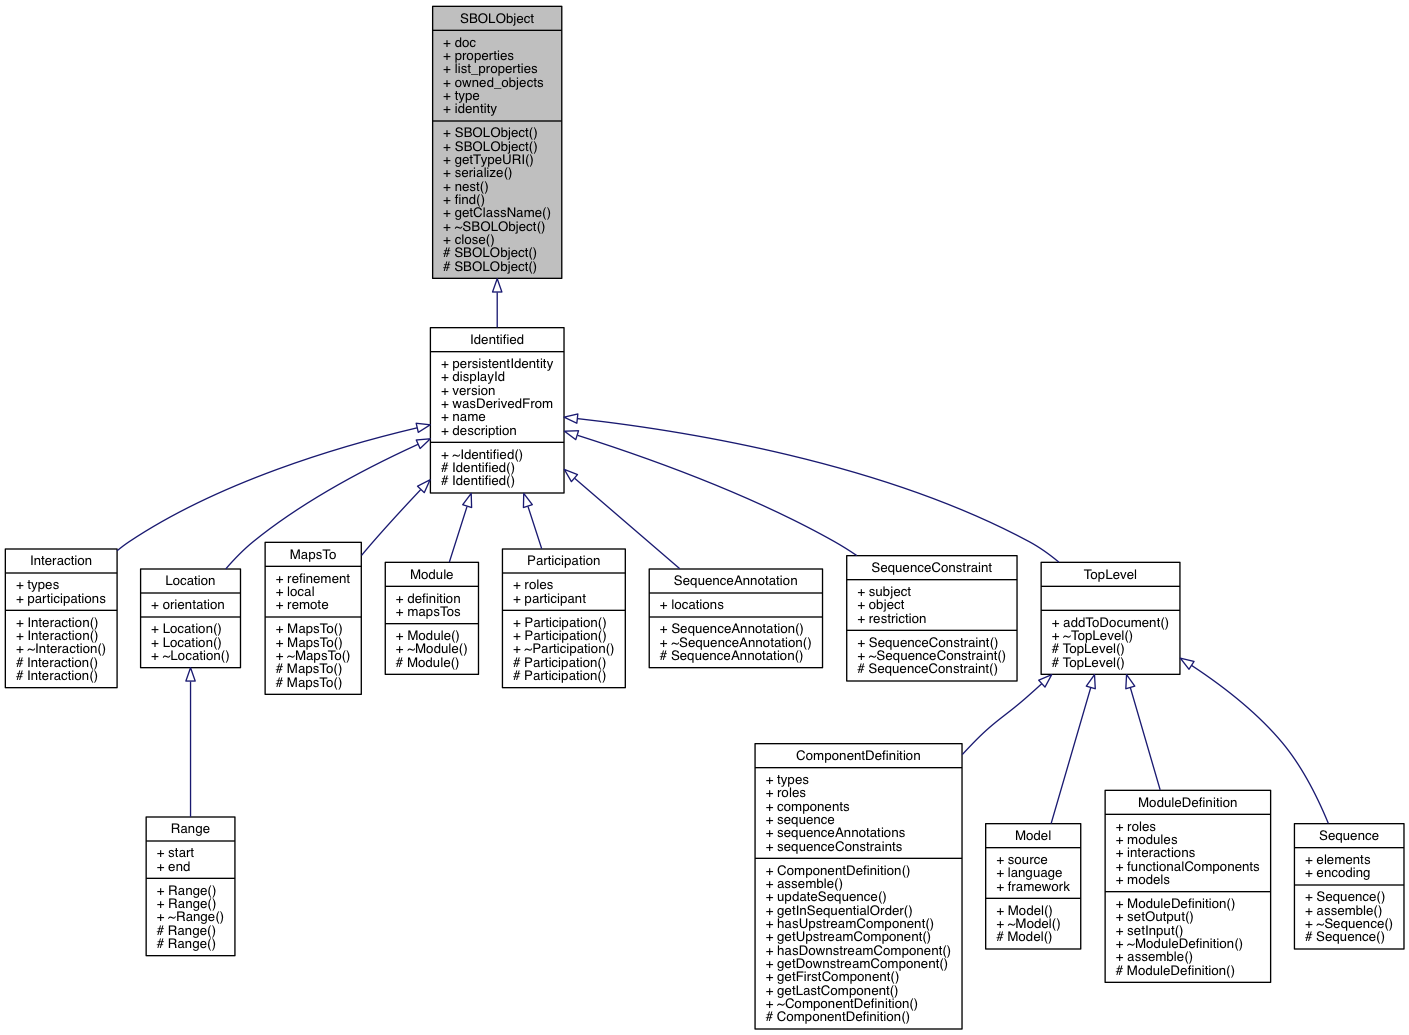 SBOLObject
+ doc
+ properties
+ list_properties
+ owned_objects
+ type
+ identity
+ SBOLObject()
+ SBOLObject()
+ getTypeURI()
+ serialize()
+ nest()
+ find()
+ getClassName()
+ ~SBOLObject()
+ close()
# SBOLObject()
# SBOLObject()
Identified
+ persistentIdentity
+ displayId
+ version
+ wasDerivedFrom
+ name
+ description
+ ~Identified()
# Identified()
# Identified()
Interaction
+ types
+ participations
+ Interaction()
+ Interaction()
+ ~Interaction()
# Interaction()
# Interaction()
Location
+ orientation
+ Location()
+ Location()
+ ~Location()
MapsTo
+ refinement
+ local
+ remote
+ MapsTo()
+ MapsTo()
+ ~MapsTo()
# MapsTo()
# MapsTo()
Module
+ definition
+ mapsTos
+ Module()
+ ~Module()
# Module()
Participation
+ roles
+ participant
+ Participation()
+ Participation()
+ ~Participation()
# Participation()
# Participation()
SequenceAnnotation
+ locations
+ SequenceAnnotation()
+ ~SequenceAnnotation()
# SequenceAnnotation()
SequenceConstraint
+ subject
+ object
+ restriction
+ SequenceConstraint()
+ ~SequenceConstraint()
# SequenceConstraint()
TopLevel
+ addToDocument()
+ ~TopLevel()
# TopLevel()
# TopLevel()
Range
+ start
+ end
+ Range()
+ Range()
+ ~Range()
# Range()
# Range()
ComponentDefinition
+ types
+ roles
+ components
+ sequence
+ sequenceAnnotations
+ sequenceConstraints
+ ComponentDefinition()
+ assemble()
+ updateSequence()
+ getInSequentialOrder()
+ hasUpstreamComponent()
+ getUpstreamComponent()
+ hasDownstreamComponent()
+ getDownstreamComponent()
+ getFirstComponent()
+ getLastComponent()
+ ~ComponentDefinition()
# ComponentDefinition()
Model
+ source
+ language
+ framework
+ Model()
+ ~Model()
# Model()
ModuleDefinition
+ roles
+ modules
+ interactions
+ functionalComponents
+ models
+ ModuleDefinition()
+ setOutput()
+ setInput()
+ ~ModuleDefinition()
+ assemble()
# ModuleDefinition()
Sequence
+ elements
+ encoding
+ Sequence()
+ assemble()
+ ~Sequence()
# Sequence()